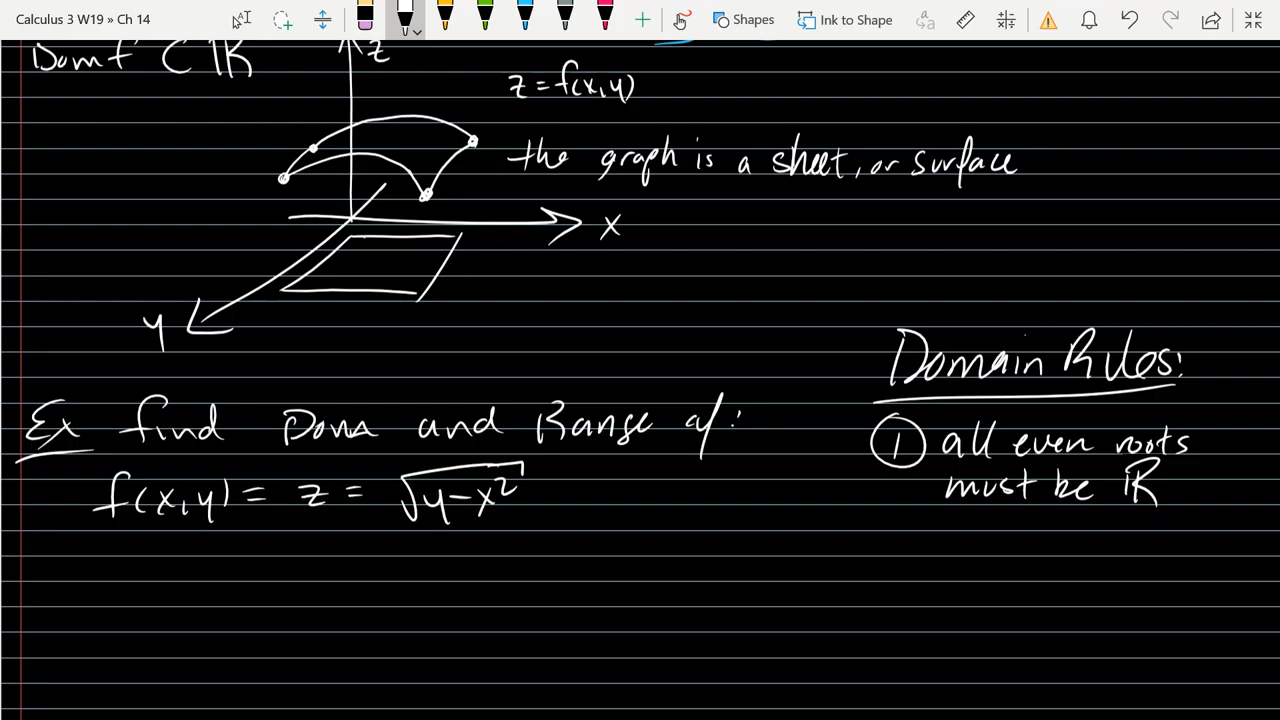 Calculus 3 W19 » Ch 14
Shapes
Ink to Shape
z
z = f(x,y)
the graph is a sheet, or surface
x
y
Domain Rules:
Ex find Dom and Range of:
① all even roots
must be ℝ
f(x,y) = z = √(y-x²)